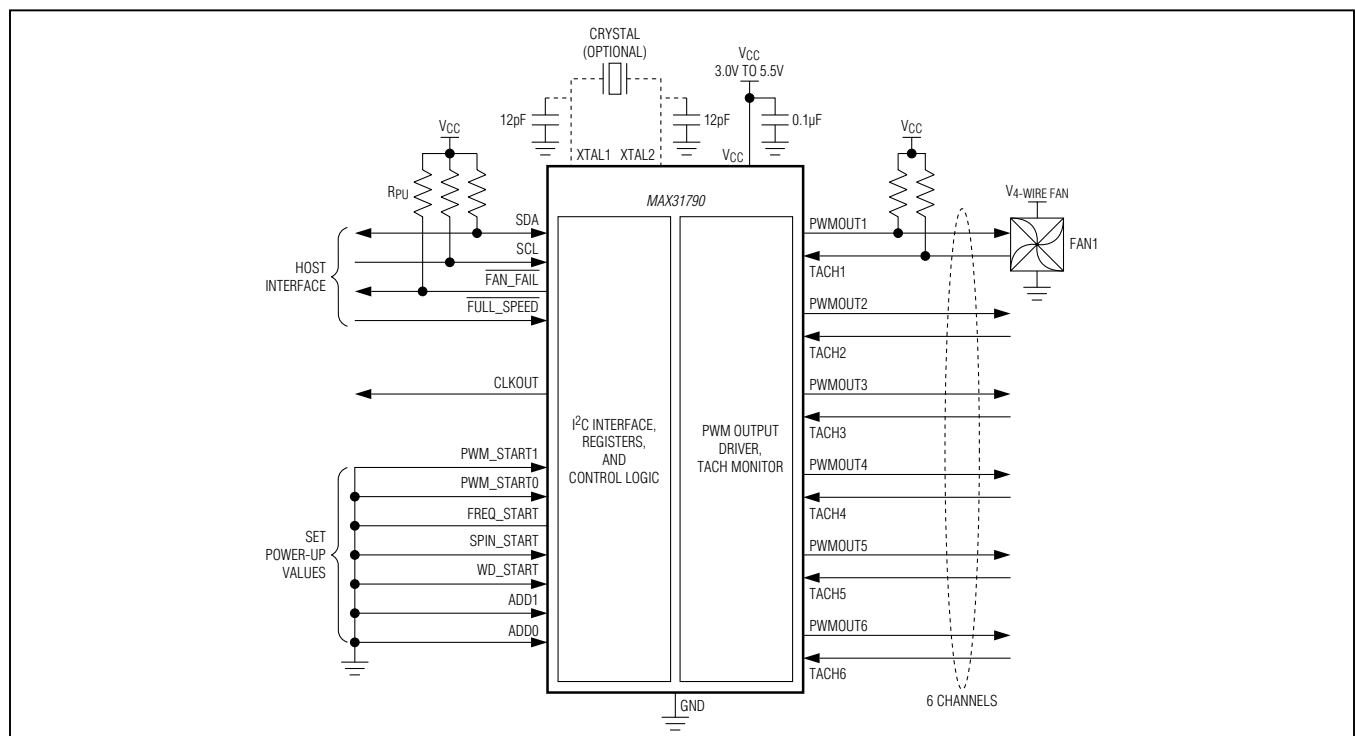 CRYSTAL
(OPTIONAL)
VCC
3.0V TO 5.5V
12pF
12pF
0.1µF
VCC
VCC
XTAL1
XTAL2
VCC
RPU
MAX31790
V4-WIRE FAN
SDA
PWMOUT1
FAN1
SCL
TACH1
HOST
INTERFACE
FAN_FAIL
FULL_SPEED
PWMOUT2
TACH2
CLKOUT
PWMOUT3
TACH3
I2C INTERFACE,
REGISTERS,
AND
CONTROL LOGIC
PWM OUTPUT
DRIVER,
TACH MONITOR
PWM_START1
PWMOUT4
PWM_START0
TACH4
FREQ_START
SET
POWER-UP
VALUES
SPIN_START
PWMOUT5
WD_START
TACH5
ADD1
ADD0
PWMOUT6
TACH6
GND
6 CHANNELS